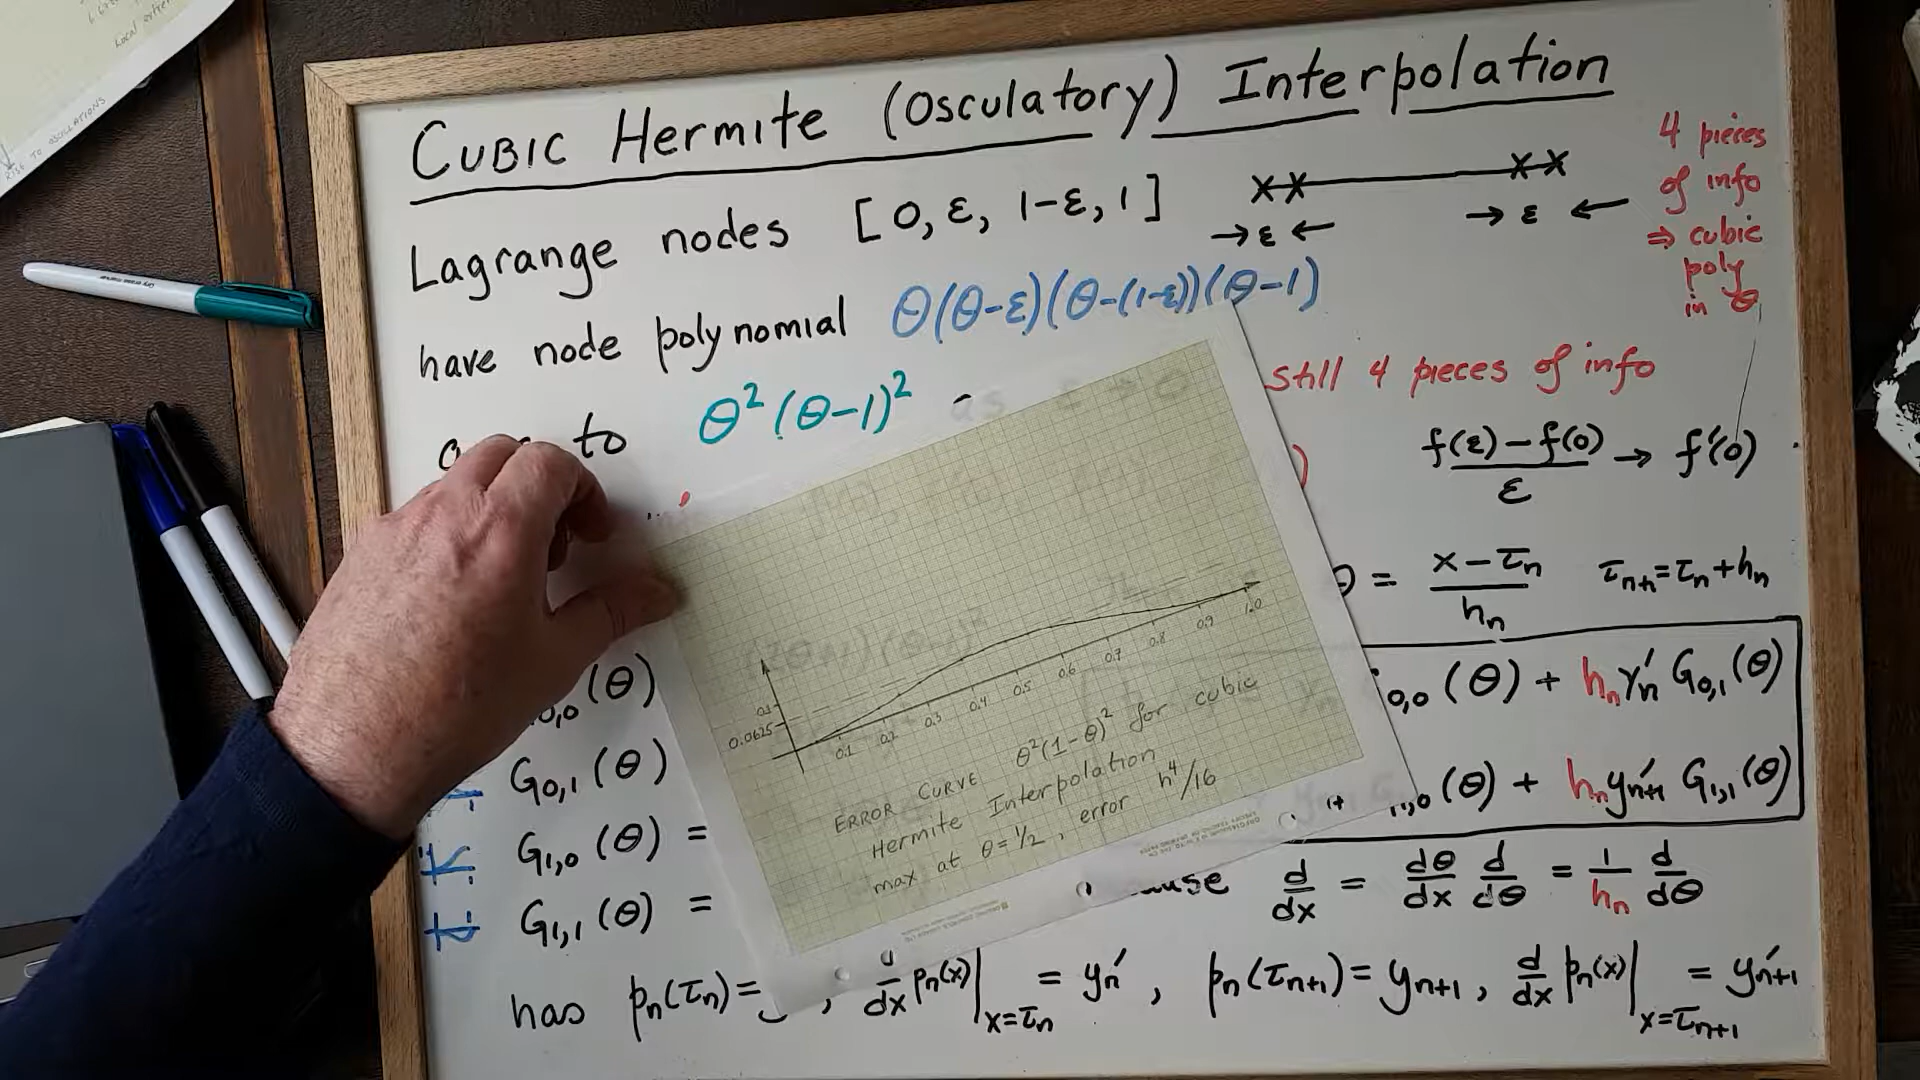 CUBIC Hermite (Osculatory) Interpolation
4 pieces
of info
⇒ cubic
poly
in θ
Lagrange nodes [0, ε, 1-ε, 1]
xx xx
→ ε ← → ε ←
have node polynomial θ(θ-ε)(θ-(1-ε))(θ-1)
to θ²(θ-1)²
still 4 pieces of info
f(ε)-f(0) / ε → f'(0)
θ = x-τn / hn τn+1=τn+hn
0,0 (θ) + hn y'n G0,1(θ)
1,0 (θ) + hn y'n+1 G1,1(θ)
0,0 (θ)
G0,1 (θ)
G1,0 (θ) =
G1,1 (θ) =
0.1
0.0625
0.1 0.2 0.3 0.4 0.5 0.6 0.7 0.8 0.9 1.0
ERROR CURVE θ²(1-θ)² for cubic
Hermite Interpolation
max at θ=1/2, error h⁴/16
d/dx = dθ/dx d/dθ = 1/hn d/dθ
has pn(τn)= , d/dx pn(x)|x=τn = yn', pn(τn+1)=yn+1, d/dx pn(x)|x=τn+1 = y'n+1